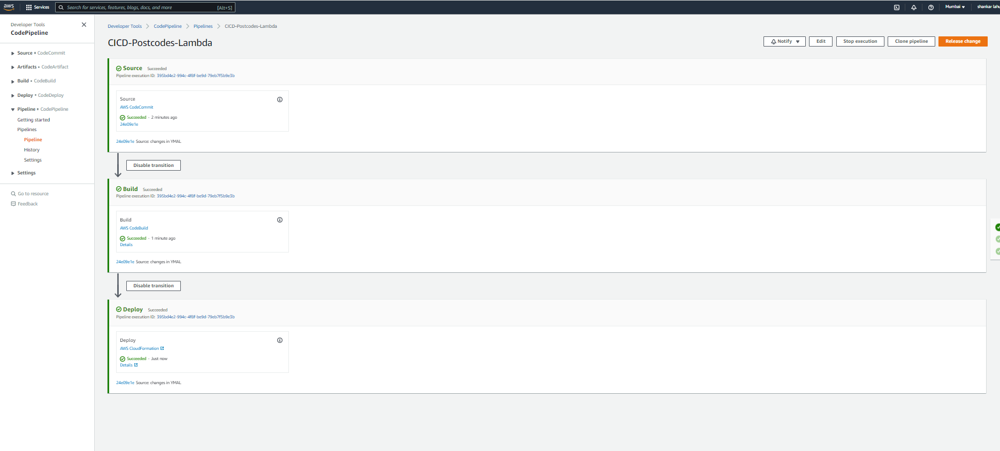 aws Services Search for services, features, blogs, docs, and more [Alt+S] Mumbai
shankar
Developer Tools
CodePipeline
Source • CodeCommit
Artifacts • CodeArtifact
Build • CodeBuild
Deploy • CodeDeploy
Pipeline • CodePipeline
Getting started
Pipelines
Pipeline
History
Settings
Settings
Go to resource
Feedback
Developer Tools > CodePipeline > Pipelines > CICD-Postcodes-Lambda
CICD-Postcodes-Lambda
Notify Edit Stop execution Clone pipeline Release change
Source Succeeded
Pipeline execution ID: 395bd4e2-994c-4f8f-be9d-79eb7f5b9e3b
Source
AWS CodeCommit
Succeeded - 2 minutes ago
24e09e1e
24e09e1e Source: changes in YMAL
Disable transition
Build Succeeded
Pipeline execution ID: 395bd4e2-994c-4f8f-be9d-79eb7f5b9e3b
Build
AWS CodeBuild
Succeeded - 1 minute ago
Details
24e09e1e Source: changes in YMAL
Disable transition
Deploy Succeeded
Pipeline execution ID: 395bd4e2-994c-4f8f-be9d-79eb7f5b9e3b
Deploy
AWS CloudFormation
Succeeded - Just now
Details
24e09e1e Source: changes in YMAL